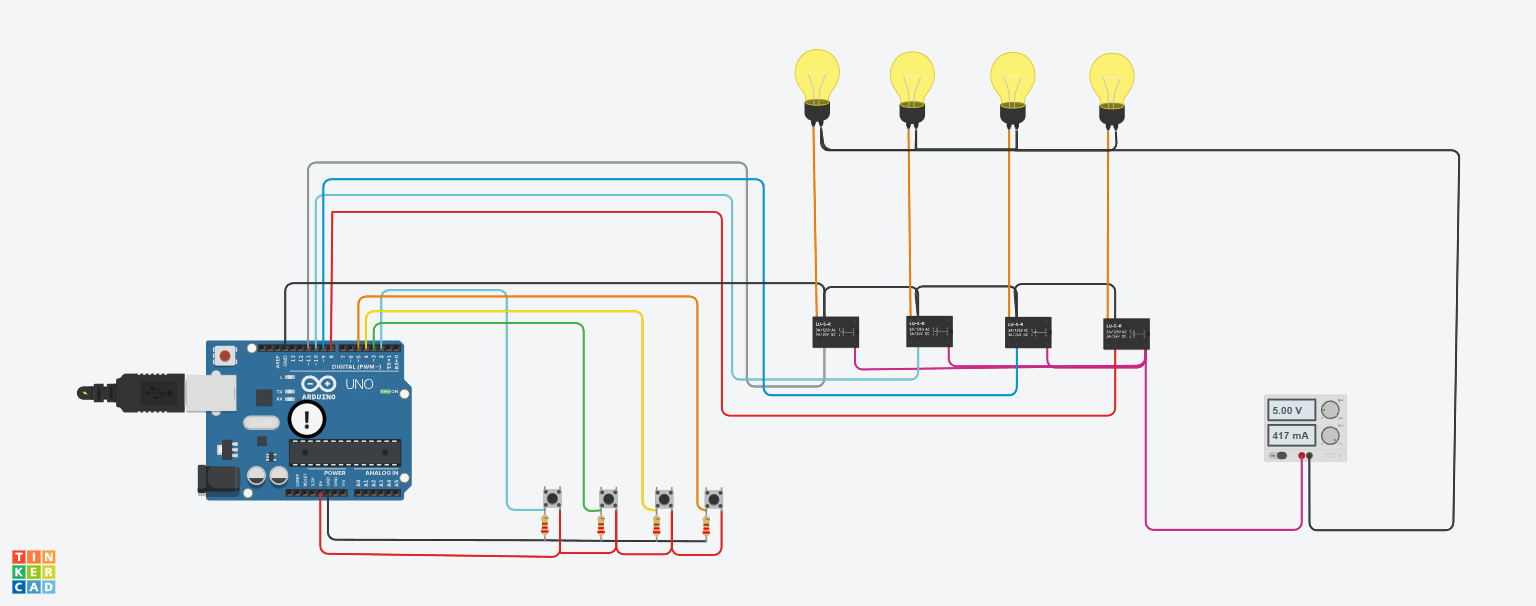 LU-5-R
LU-5-R
LU-5-R
LU-5-R
AREF
GND
13
12
~11
~10
~9
8
7
~6
~5
4
~3
2
TX→1
RX←0
DIGITAL (PWM~)
L
TX
RX
UNO
ON
ARDUINO
!
POWER
ANALOG IN
IOREF
RESET
3.3V
5V
GND
GND
Vin
A0
A1
A2
A3
A4
A5
5.00 V
417 mA
TIN
KER
CAD